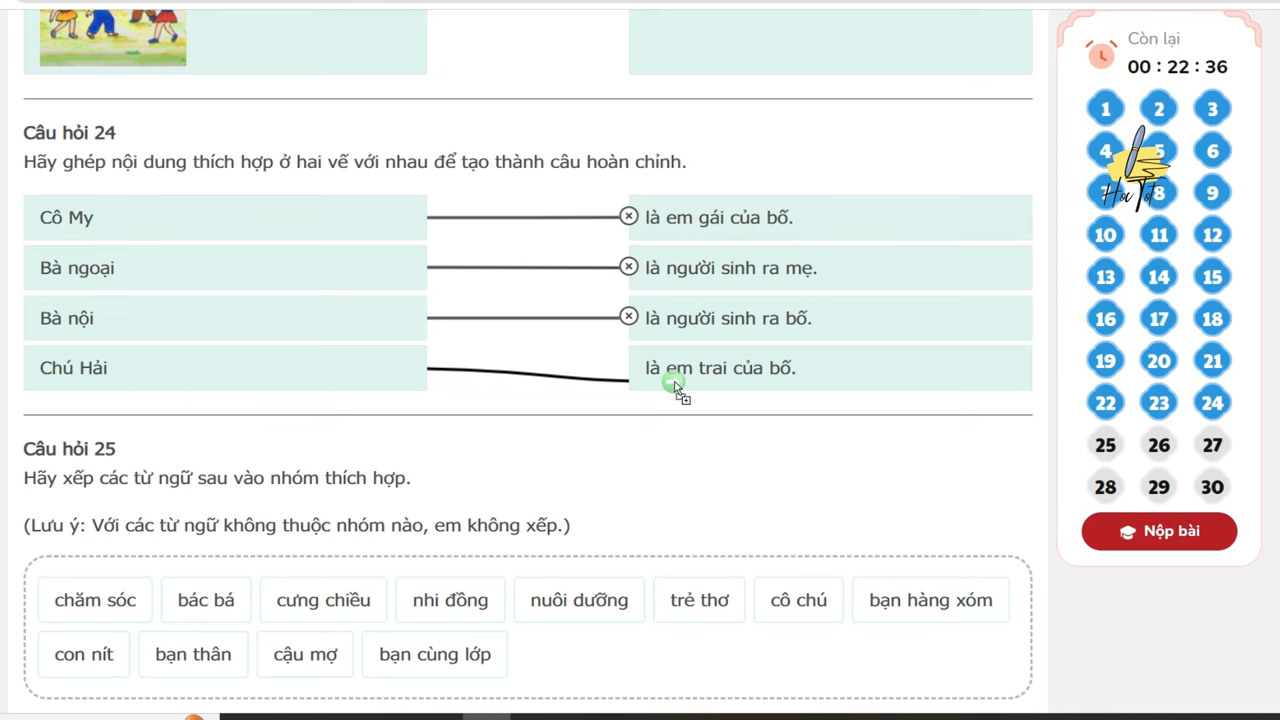 Còn lại
00 : 22 : 36
1 2 3
4 5 6
7 8 9
10 11 12
13 14 15
16 17 18
19 20 21
22 23 24
25 26 27
28 29 30
Nộp bài
Học Tốt
Câu hỏi 24
Hãy ghép nội dung thích hợp ở hai vế với nhau để tạo thành câu hoàn chỉnh.
Cô My là em gái của bố.
Bà ngoại là người sinh ra mẹ.
Bà nội là người sinh ra bố.
Chú Hải là em trai của bố.
Câu hỏi 25
Hãy xếp các từ ngữ sau vào nhóm thích hợp.
(Lưu ý: Với các từ ngữ không thuộc nhóm nào, em không xếp.)
chăm sóc bác bá cưng chiều nhi đồng nuôi dưỡng trẻ thơ cô chú bạn hàng xóm
con nít bạn thân cậu mợ bạn cùng lớp